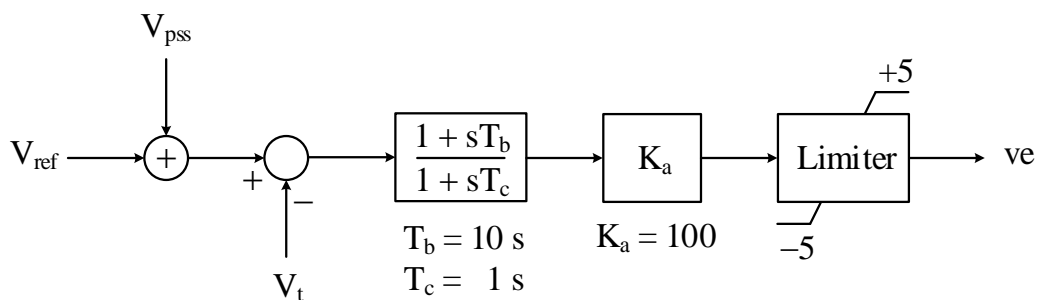 V_pss
+5
V_ref
+
1 + sT_b
1 + sT_c
K_a
Limiter
ve
+
−
T_b = 10 s
K_a = 100
−5
T_c = 1 s
V_t